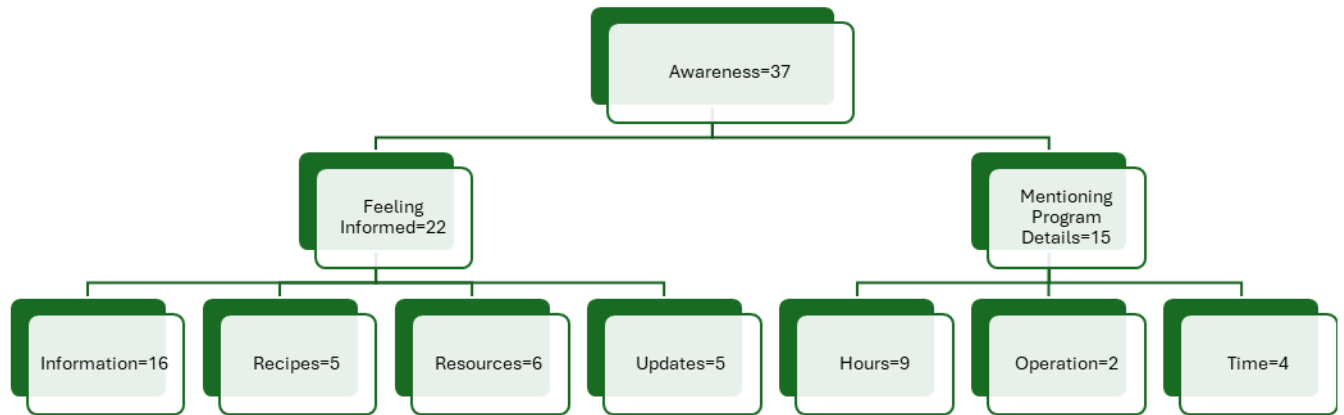 Awareness=37
Feeling
Informed=22
Mentioning
Program
Details=15
Information=16
Recipes=5
Resources=6
Updates=5
Hours=9
Operation=2
Time=4